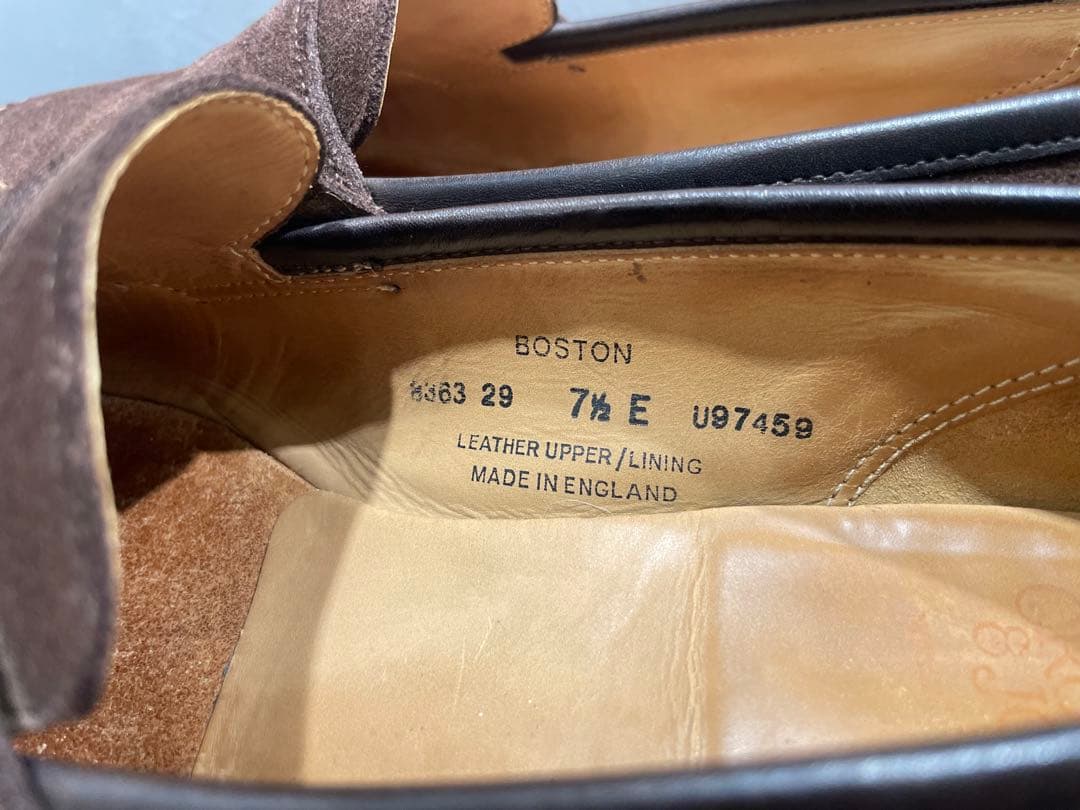 BOSTON
8363 29 7½ E U97459
LEATHER UPPER/LINING
MADE IN ENGLAND